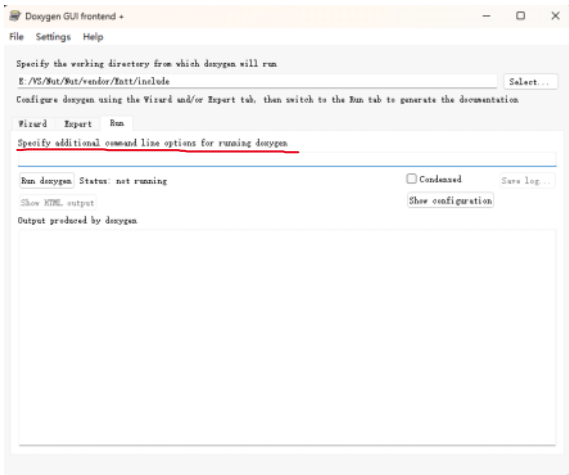 Doxygen GUI frontend +
File Settings Help
Specify the working directory from which doxygen will run
E:/VS/Nut/Nut/vendor/Entt/include Select...
Configure doxygen using the Wizard and/or Expert tab, then switch to the Run tab to generate the documentation
Wizard Expert Run
Specify additional command line options for running doxygen
Run doxygen Status: not running Condensed Save log...
Show HTML output Show configuration
Output produced by doxygen